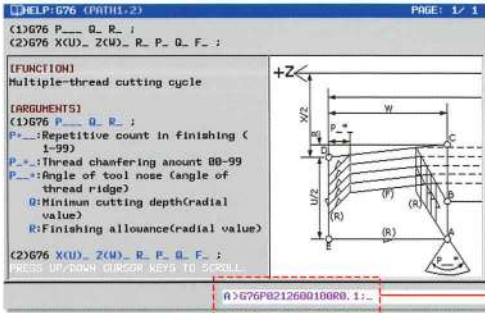 HELP:G76 (PATH1-2)
PAGE: 1/ 1
(1)G76 P___ Q_ R_ ;
(2)G76 X(U)_ Z(W)_ R_ P_ Q_ F_ ;
[FUNCTION]
Multiple-thread cutting cycle
[ARGUMENTS]
(1)G76 P___ Q_ R_ ;
P*__:Repetitive count in finishing (
1-99)
P_*_:Thread chamfering amount 00-99
P__*:Angle of tool nose (angle of
thread ridge)
Q:Minimun cutting depth(radial
value)
R:Finishing allowance(radial value)
(2)G76 X(U)_ Z(W)_ R_ P_ Q_ F_ ;
PRESS UP/DOWN CURSOR KEYS TO SCROLL.
+Z
X/2
W
P_*_
R
C
D
U/2
(R)
(F)
(R)
B
(R)
E
A
P__*
A>G76P021260Q100R0.1;_